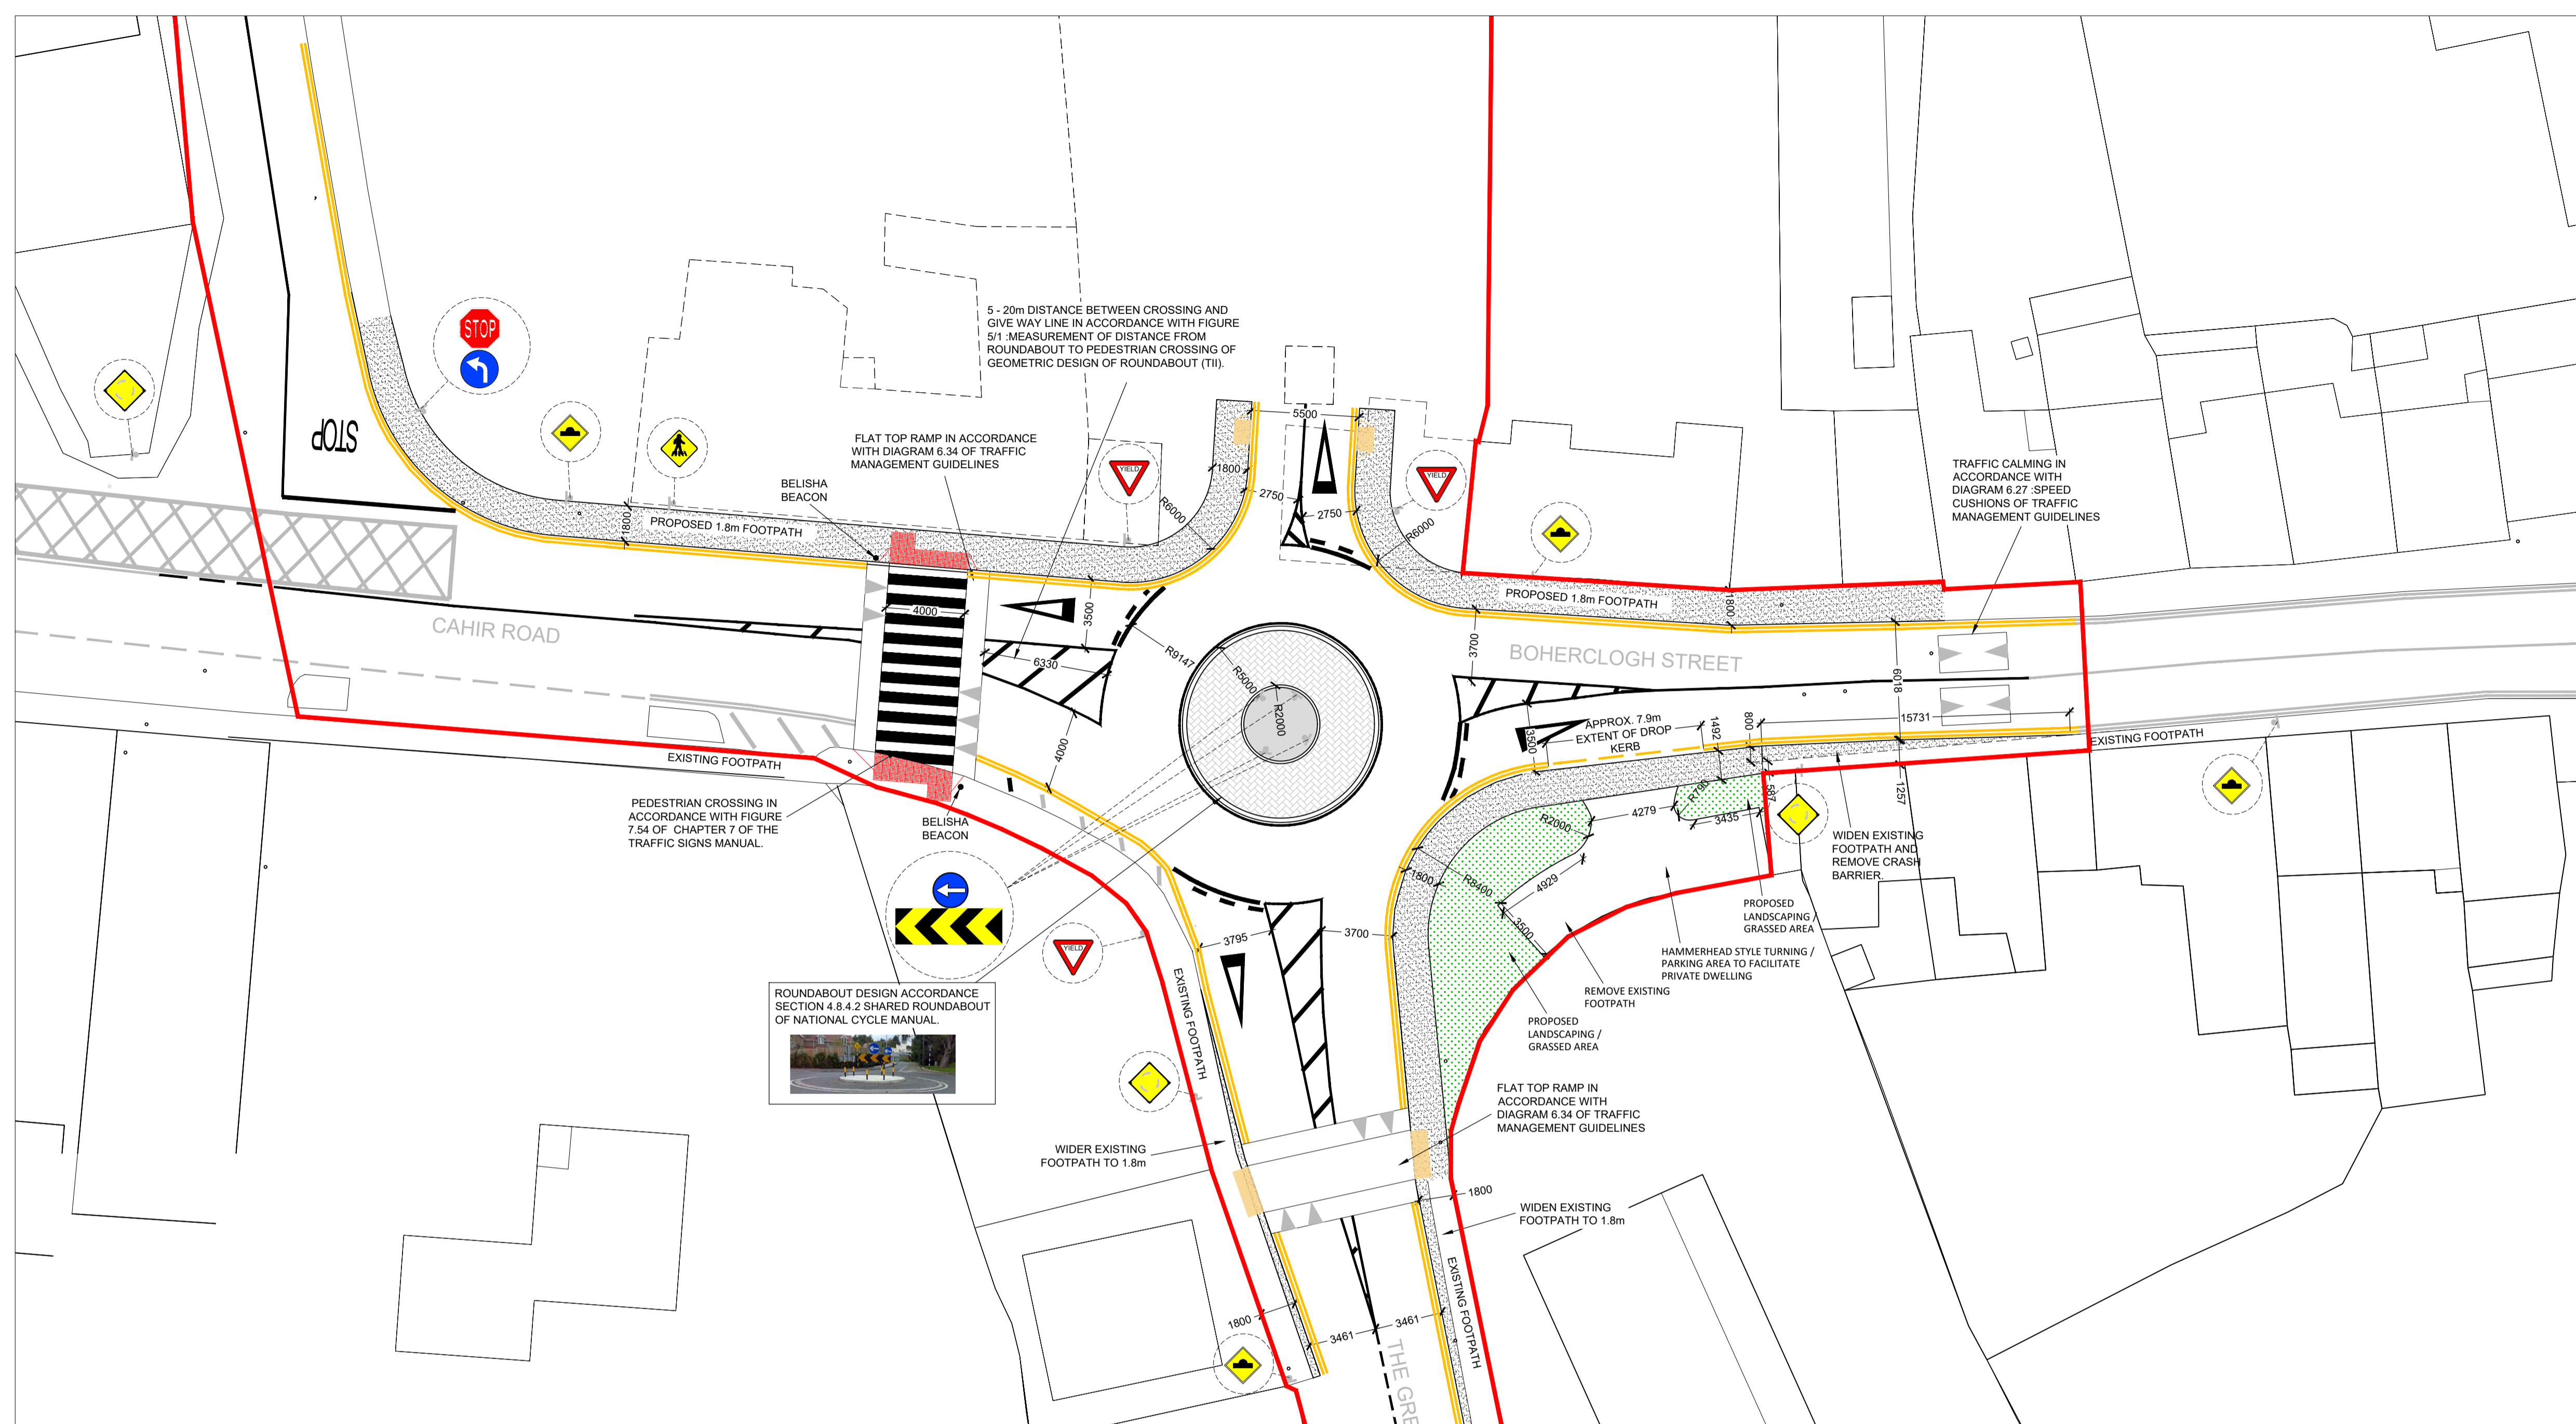 5 - 20m DISTANCE BETWEEN CROSSING AND
GIVE WAY LINE IN ACCORDANCE WITH FIGURE
5/1 :MEASUREMENT OF DISTANCE FROM
ROUNDABOUT TO PEDESTRIAN CROSSING OF
GEOMETRIC DESIGN OF ROUNDABOUT (TII).
STOP
STOP
FLAT TOP RAMP IN ACCORDANCE
WITH DIAGRAM 6.34 OF TRAFFIC
MANAGEMENT GUIDELINES
BELISHA
BEACON
YIELD
YIELD
5500
1800
2750
2750
R6000
R6000
TRAFFIC CALMING IN
ACCORDANCE WITH
DIAGRAM 6.27 :SPEED
CUSHIONS OF TRAFFIC
MANAGEMENT GUIDELINES
1800
PROPOSED 1.8m FOOTPATH
PROPOSED 1.8m FOOTPATH
1800
CAHIR ROAD
4000
3500
6330
R9147
R5000
R2000
4000
3700
BOHERCLOGH STREET
6018
15731
3500
APPROX. 7.9m
EXTENT OF DROP
KERB
1492
800
EXISTING FOOTPATH
EXISTING FOOTPATH
587
1257
R790
3435
4279
R2000
4929
R8400
1800
3500
PEDESTRIAN CROSSING IN
ACCORDANCE WITH FIGURE
7.54 OF  CHAPTER 7 OF THE
TRAFFIC SIGNS MANUAL.
BELISHA
BEACON
WIDEN EXISTING
FOOTPATH AND
REMOVE CRASH
BARRIER.
PROPOSED
LANDSCAPING /
GRASSED AREA
HAMMERHEAD STYLE TURNING /
PARKING AREA TO FACILITATE
PRIVATE DWELLING
REMOVE EXISTING
FOOTPATH
PROPOSED
LANDSCAPING /
GRASSED AREA
YIELD
3795
3700
EXISTING FOOTPATH
ROUNDABOUT DESIGN ACCORDANCE
SECTION 4.8.4.2 SHARED ROUNDABOUT
OF NATIONAL CYCLE MANUAL.
FLAT TOP RAMP IN
ACCORDANCE WITH
DIAGRAM 6.34 OF TRAFFIC
MANAGEMENT GUIDELINES
WIDER EXISTING
FOOTPATH TO 1.8m
1800
WIDEN EXISTING
FOOTPATH TO 1.8m
EXISTING FOOTPATH
1800
3461
3461
THE GRE